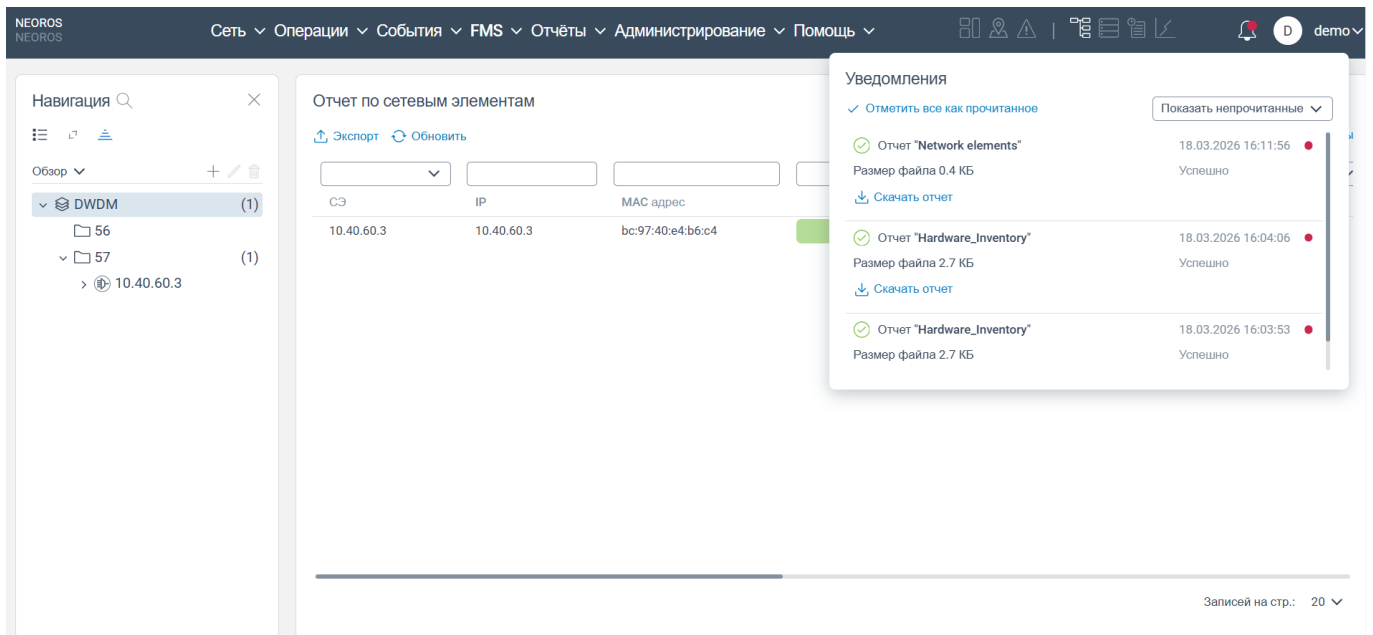 NEOROS
NEOROS
Сеть Операции События FMS Отчёты Администрирование Помощь
D demo
Навигация
Обзор
DWDM (1)
56
57 (1)
10.40.60.3
Отчет по сетевым элементам
Экспорт Обновить
СЭ IP MAC адрес
10.40.60.3 10.40.60.3 bc:97:40:e4:b6:c4
Уведомления
Отметить все как прочитанное Показать непрочитанные
Отчет "Network elements" 18.03.2026 16:11:56
Размер файла 0.4 КБ Успешно
Скачать отчет
Отчет "Hardware_Inventory" 18.03.2026 16:04:06
Размер файла 2.7 КБ Успешно
Скачать отчет
Отчет "Hardware_Inventory" 18.03.2026 16:03:53
Размер файла 2.7 КБ Успешно
Записей на стр.: 20